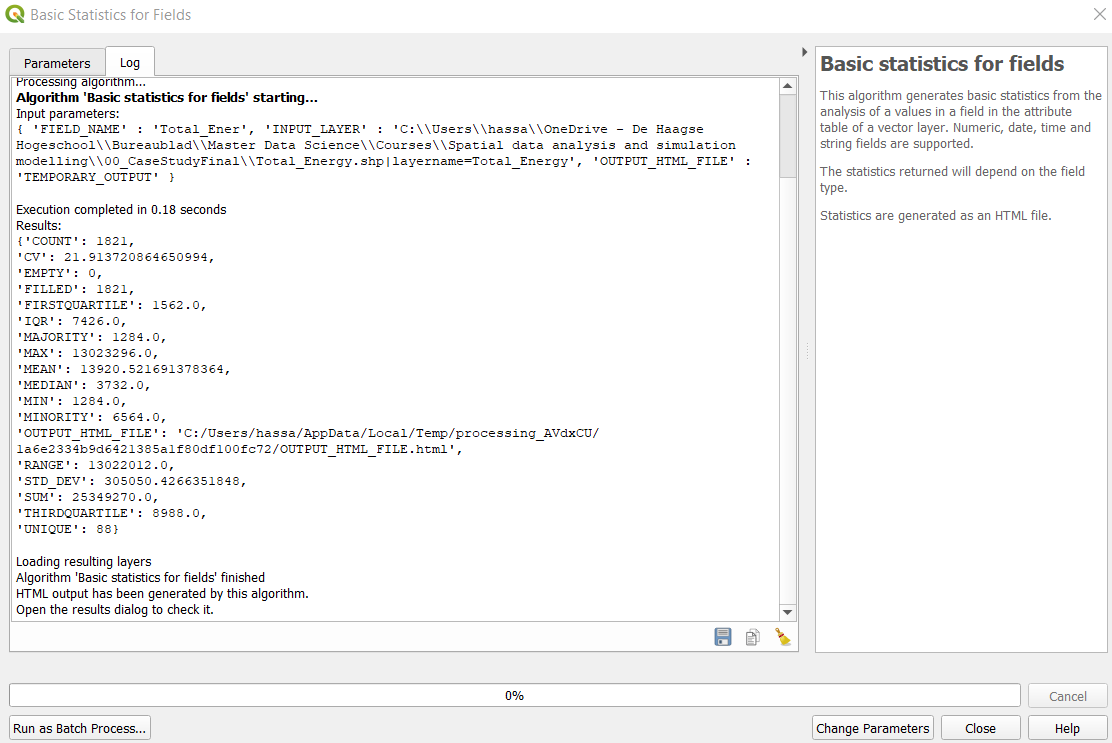 Basic Statistics for Fields
Parameters
Log
Processing algorithm...
Algorithm 'Basic statistics for fields' starting...
Input parameters:
{ 'FIELD_NAME' : 'Total_Ener', 'INPUT_LAYER' : 'C:\\Users\\hassa\\OneDrive - De Haagse
Hogeschool\\Bureaublad\\Master Data Science\\Courses\\Spatial data analysis and simulation
modelling\\00_CaseStudyFinal\\Total_Energy.shp|layername=Total_Energy', 'OUTPUT_HTML_FILE' :
'TEMPORARY_OUTPUT' }
Execution completed in 0.18 seconds
Results:
{'COUNT': 1821,
'CV': 21.913720864650994,
'EMPTY': 0,
'FILLED': 1821,
'FIRSTQUARTILE': 1562.0,
'IQR': 7426.0,
'MAJORITY': 1284.0,
'MAX': 13023296.0,
'MEAN': 13920.521691378364,
'MEDIAN': 3732.0,
'MIN': 1284.0,
'MINORITY': 6564.0,
'OUTPUT_HTML_FILE': 'C:/Users/hassa/AppData/Local/Temp/processing_AVdxCU/
1a6e2334b9d6421385a1f80df100fc72/OUTPUT_HTML_FILE.html',
'RANGE': 13022012.0,
'STD_DEV': 305050.4266351848,
'SUM': 25349270.0,
'THIRDQUARTILE': 8988.0,
'UNIQUE': 88}
Loading resulting layers
Algorithm 'Basic statistics for fields' finished
HTML output has been generated by this algorithm.
Open the results dialog to check it.
Basic statistics for fields
This algorithm generates basic statistics from the
analysis of a values in a field in the attribute
table of a vector layer. Numeric, date, time and
string fields are supported.
The statistics returned will depend on the field
type.
Statistics are generated as an HTML file.
0%
Cancel
Run as Batch Process...
Change Parameters
Close
Help